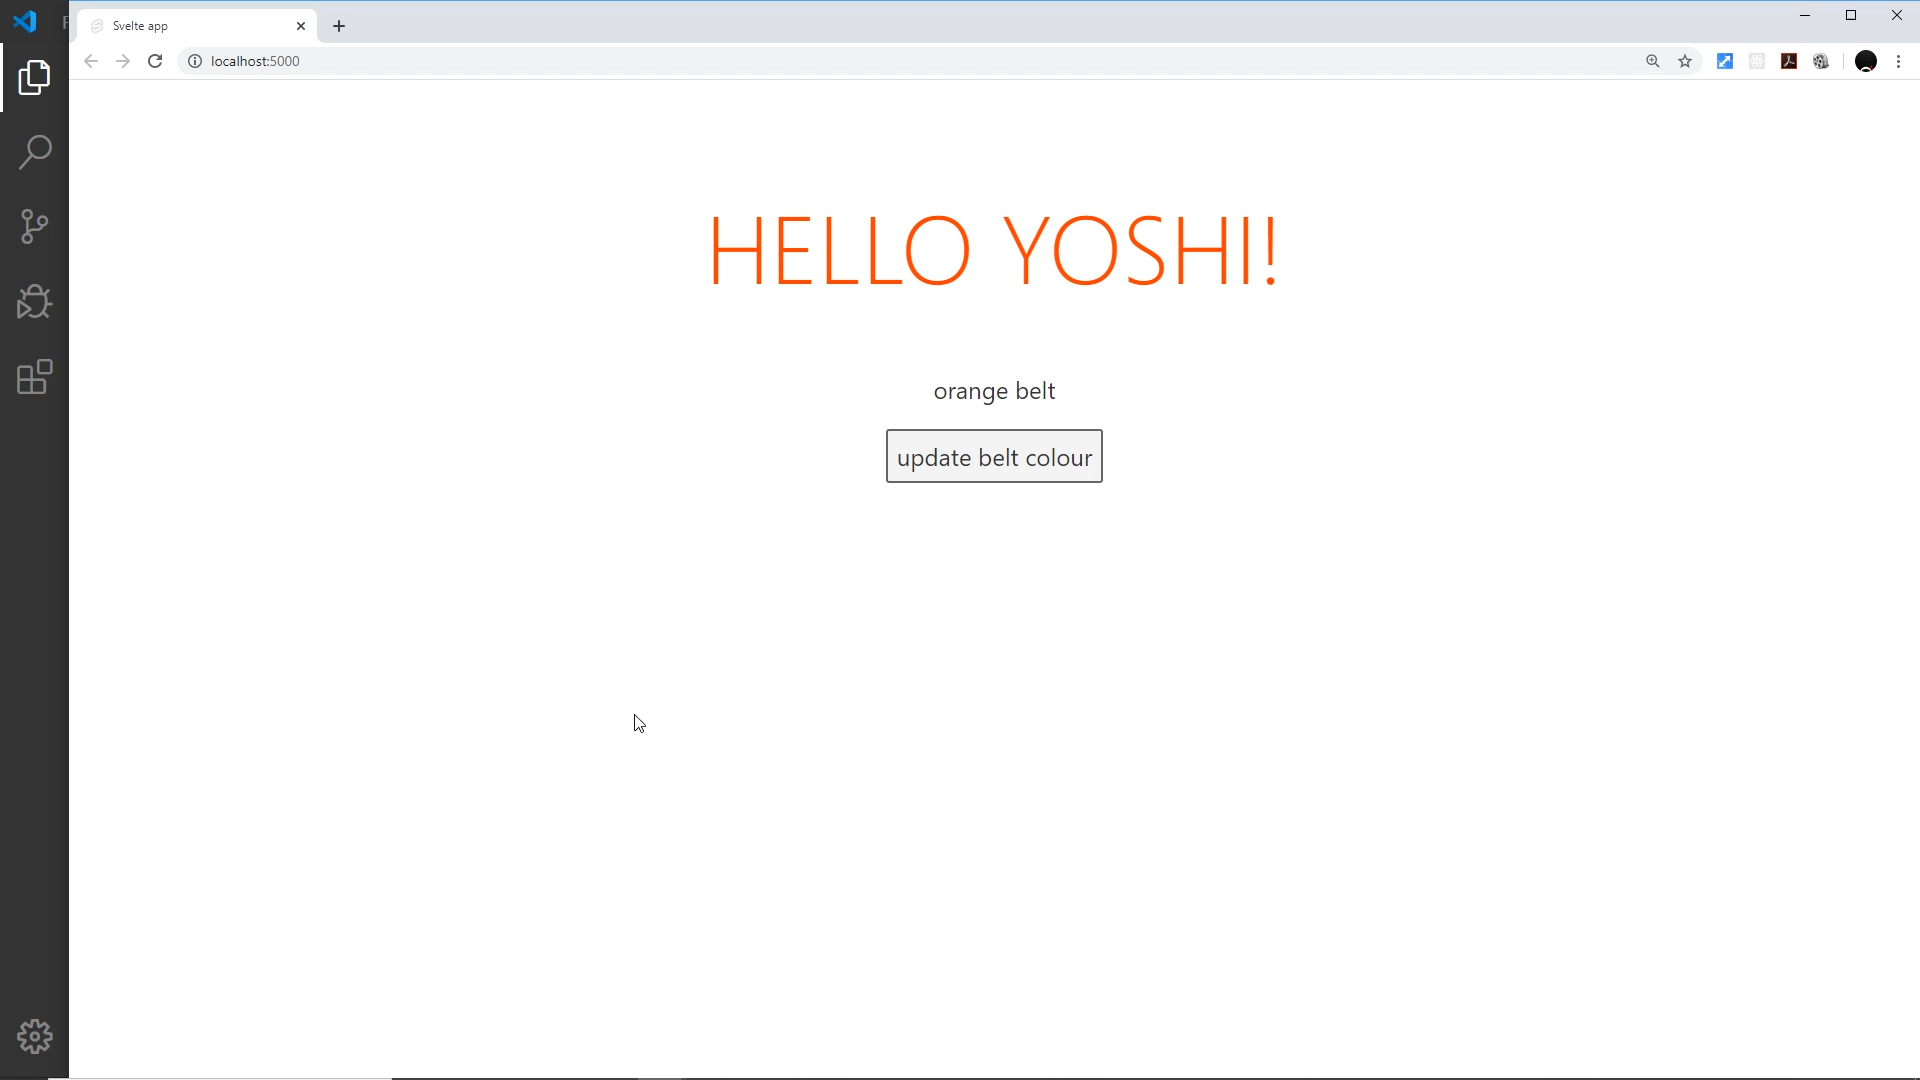 Svelte app
localhost:5000
HELLO YOSHI!
orange belt
update belt colour